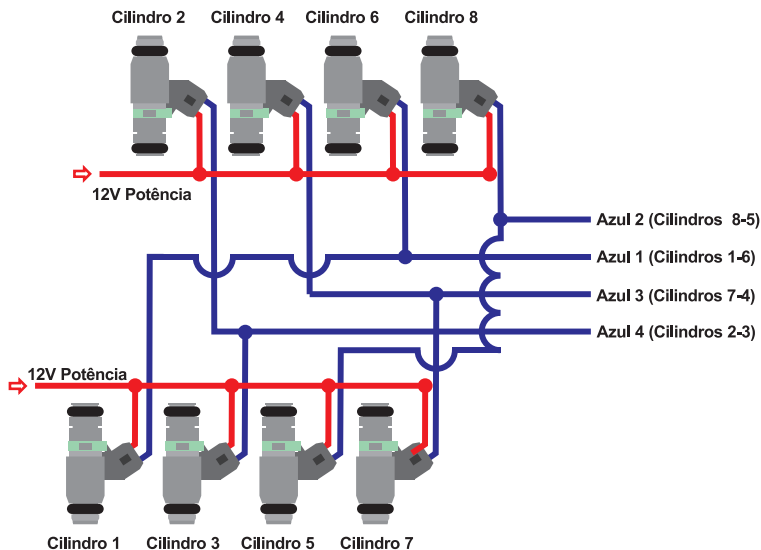 Cilindro 2
Cilindro 4
Cilindro 6
Cilindro 8
12V Potência
Azul 2 (Cilindros 8-5)
Azul 1 (Cilindros 1-6)
Azul 3 (Cilindros 7-4)
Azul 4 (Cilindros 2-3)
12V Potência
Cilindro 1
Cilindro 3
Cilindro 5
Cilindro 7